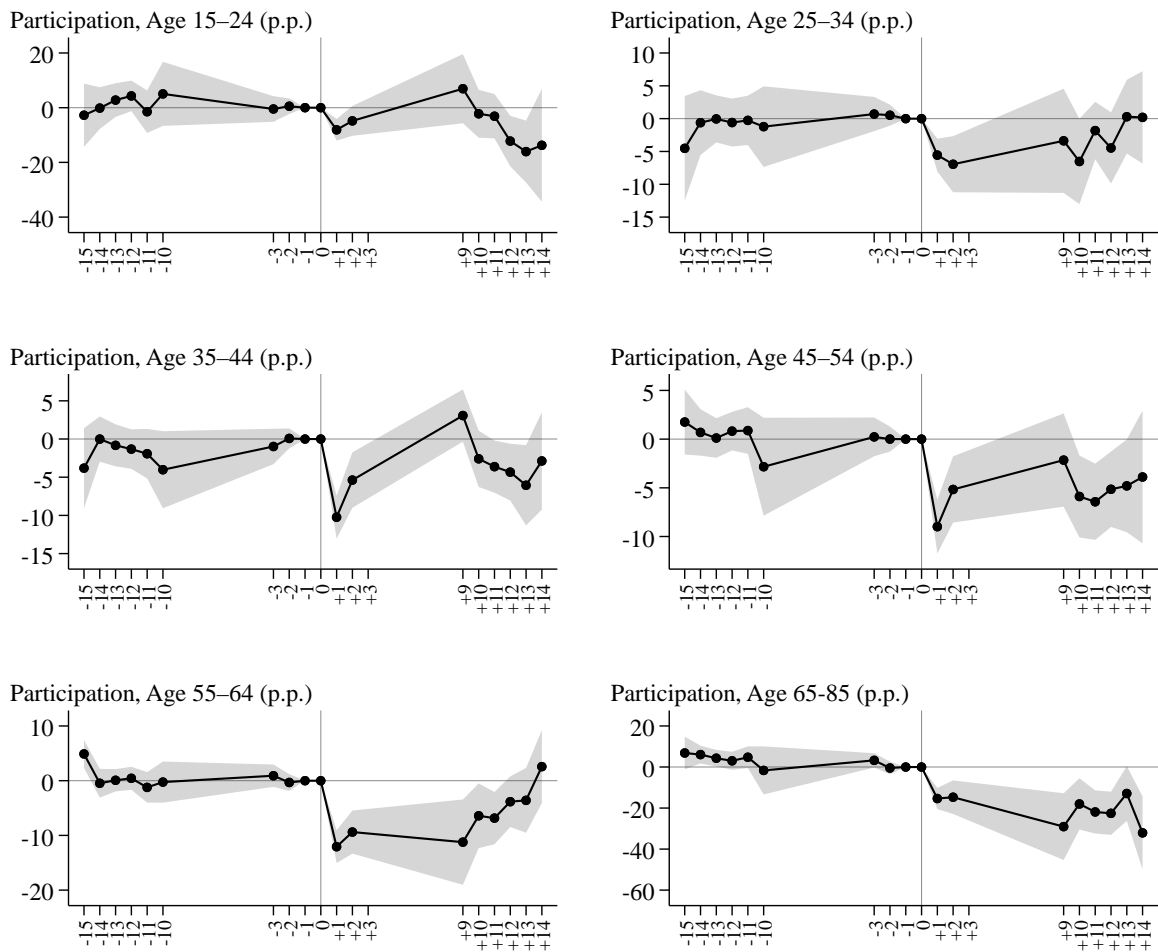 Participation, Age 15–24 (p.p.)
20
0
-20
-40
-15 -14 -13 -12 -11 -10 -3 -2 -1 0 +1 +2 +3 +9 +10 +11 +12 +13 +14
Participation, Age 25–34 (p.p.)
10
5
0
-5
-10
-15
-15 -14 -13 -12 -11 -10 -3 -2 -1 0 +1 +2 +3 +9 +10 +11 +12 +13 +14
Participation, Age 35–44 (p.p.)
5
0
-5
-10
-15
-15 -14 -13 -12 -11 -10 -3 -2 -1 0 +1 +2 +3 +9 +10 +11 +12 +13 +14
Participation, Age 45–54 (p.p.)
5
0
-5
-10
-15 -14 -13 -12 -11 -10 -3 -2 -1 0 +1 +2 +3 +9 +10 +11 +12 +13 +14
Participation, Age 55–64 (p.p.)
10
0
-10
-20
-15 -14 -13 -12 -11 -10 -3 -2 -1 0 +1 +2 +3 +9 +10 +11 +12 +13 +14
Participation, Age 65-85 (p.p.)
20
0
-20
-40
-60
-15 -14 -13 -12 -11 -10 -3 -2 -1 0 +1 +2 +3 +9 +10 +11 +12 +13 +14